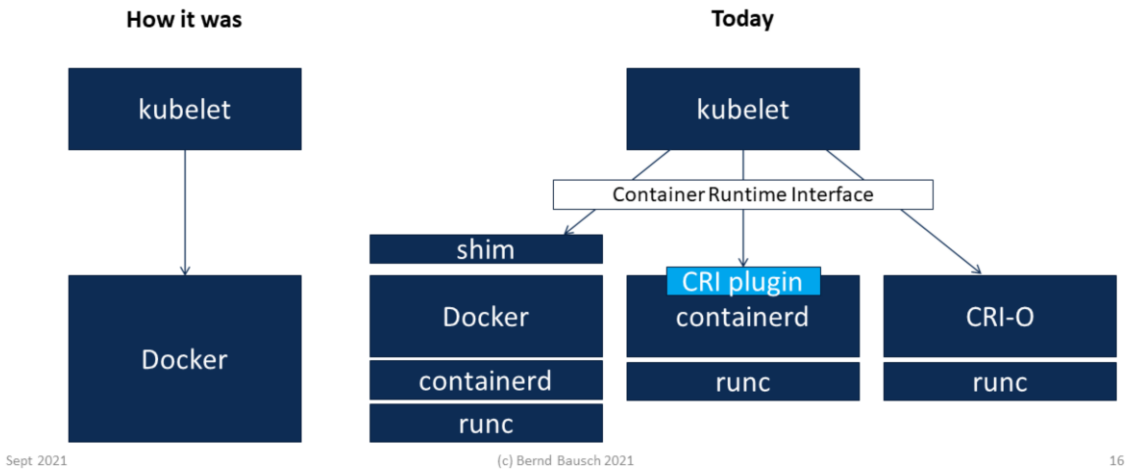 How it was
Today
kubelet
kubelet
Container Runtime Interface
shim
CRI plugin
Docker
containerd
CRI-O
Docker
containerd
runc
runc
runc
Sept 2021
(c) Bernd Bausch 2021
16